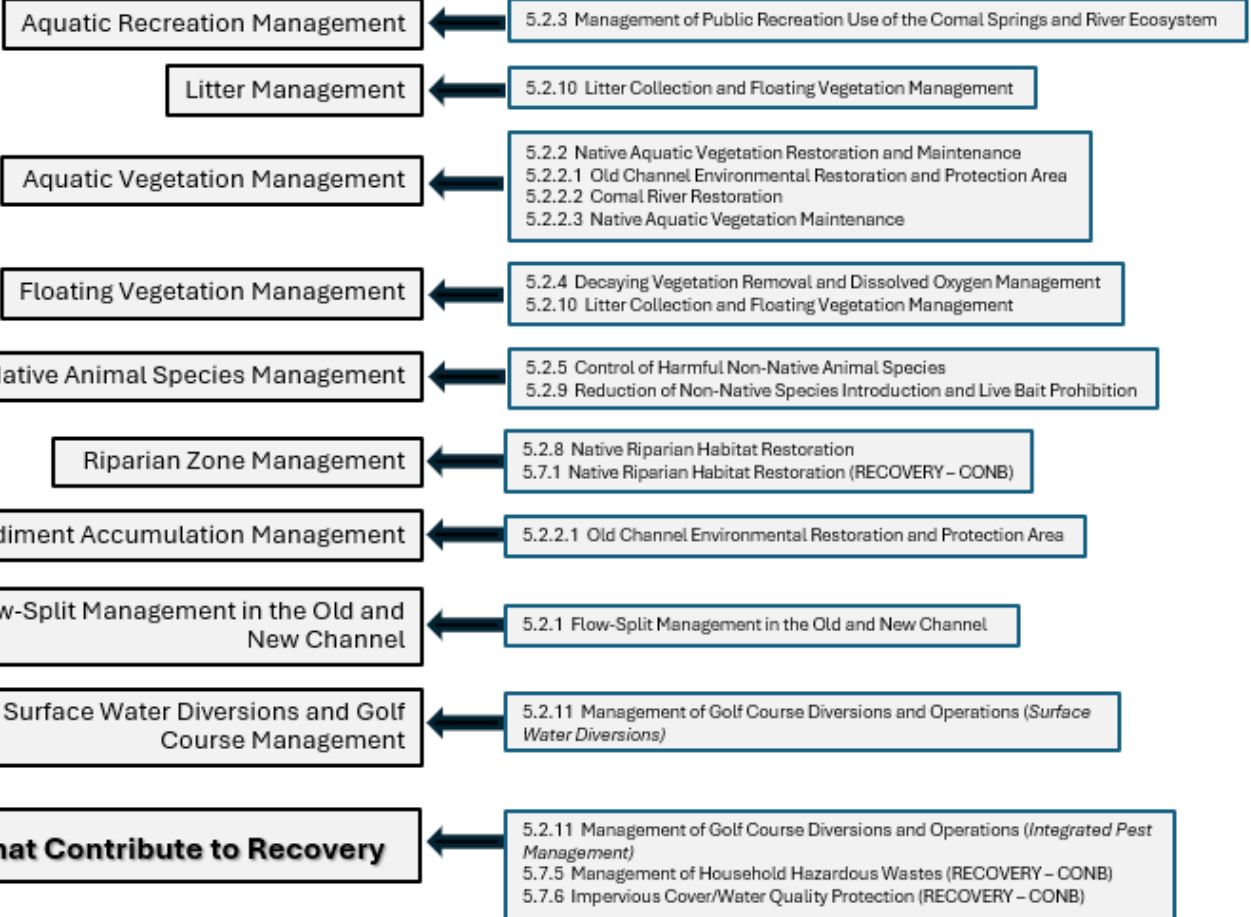 Aquatic Recreation Management
5.2.3 Management of Public Recreation Use of the Comal Springs and River Ecosystem
Litter Management
5.2.10 Litter Collection and Floating Vegetation Management
Aquatic Vegetation Management
5.2.2 Native Aquatic Vegetation Restoration and Maintenance
5.2.2.1 Old Channel Environmental Restoration and Protection Area
5.2.2.2 Comal River Restoration
5.2.2.3 Native Aquatic Vegetation Maintenance
Floating Vegetation Management
5.2.4 Decaying Vegetation Removal and Dissolved Oxygen Management
5.2.10 Litter Collection and Floating Vegetation Management
Native Animal Species Management
5.2.5 Control of Harmful Non-Native Animal Species
5.2.9 Reduction of Non-Native Species Introduction and Live Bait Prohibition
Riparian Zone Management
5.2.8 Native Riparian Habitat Restoration
5.7.1 Native Riparian Habitat Restoration (RECOVERY – CONB)
diment Accumulation Management
5.2.2.1 Old Channel Environmental Restoration and Protection Area
w-Split Management in the Old and
New Channel
5.2.1 Flow-Split Management in the Old and New Channel
Surface Water Diversions and Golf
Course Management
5.2.11 Management of Golf Course Diversions and Operations (Surface
Water Diversions)
hat Contribute to Recovery
5.2.11 Management of Golf Course Diversions and Operations (Integrated Pest
Management)
5.7.5 Management of Household Hazardous Wastes (RECOVERY – CONB)
5.7.6 Impervious Cover/Water Quality Protection (RECOVERY – CONB)